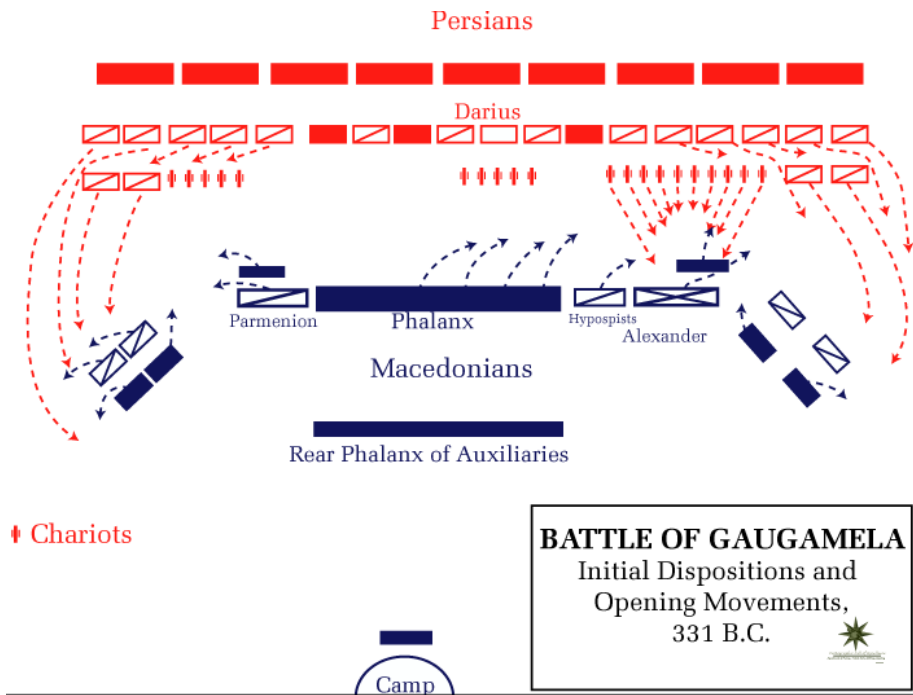 Persians
Darius
Parmenion
Phalanx
Hypospists
Alexander
Macedonians
Rear Phalanx of Auxiliaries
Chariots
BATTLE OF GAUGAMELA
Initial Dispositions and
Opening Movements,
331 B.C.
Camp